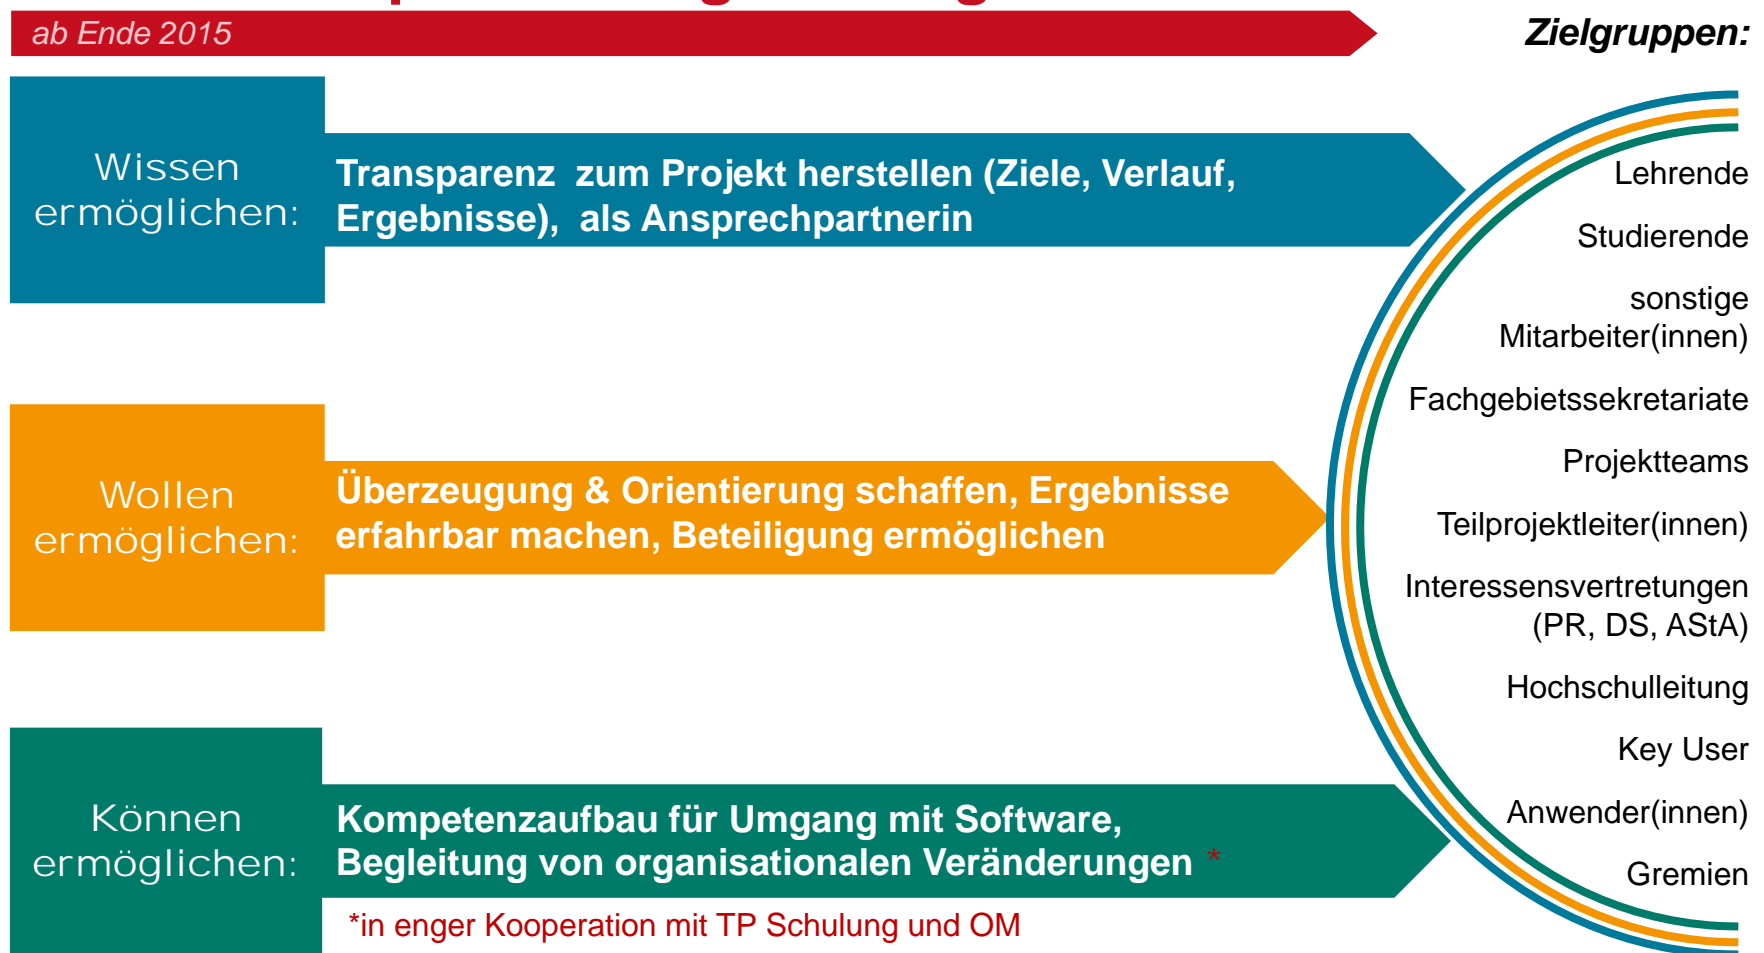 ab Ende 2015
Zielgruppen:
Wissen
ermöglichen:
Transparenz zum Projekt herstellen (Ziele, Verlauf,
Ergebnisse), als Ansprechpartnerin
Wollen
ermöglichen:
Überzeugung & Orientierung schaffen, Ergebnisse
erfahrbar machen, Beteiligung ermöglichen
Können
ermöglichen:
Kompetenzaufbau für Umgang mit Software,
Begleitung von organisationalen Veränderungen *
*in enger Kooperation mit TP Schulung und OM
Lehrende
Studierende
sonstige
Mitarbeiter(innen)
Fachgebietssekretariate
Projektteams
Teilprojektleiter(innen)
Interessensvertretungen
(PR, DS, AStA)
Hochschulleitung
Key User
Anwender(innen)
Gremien